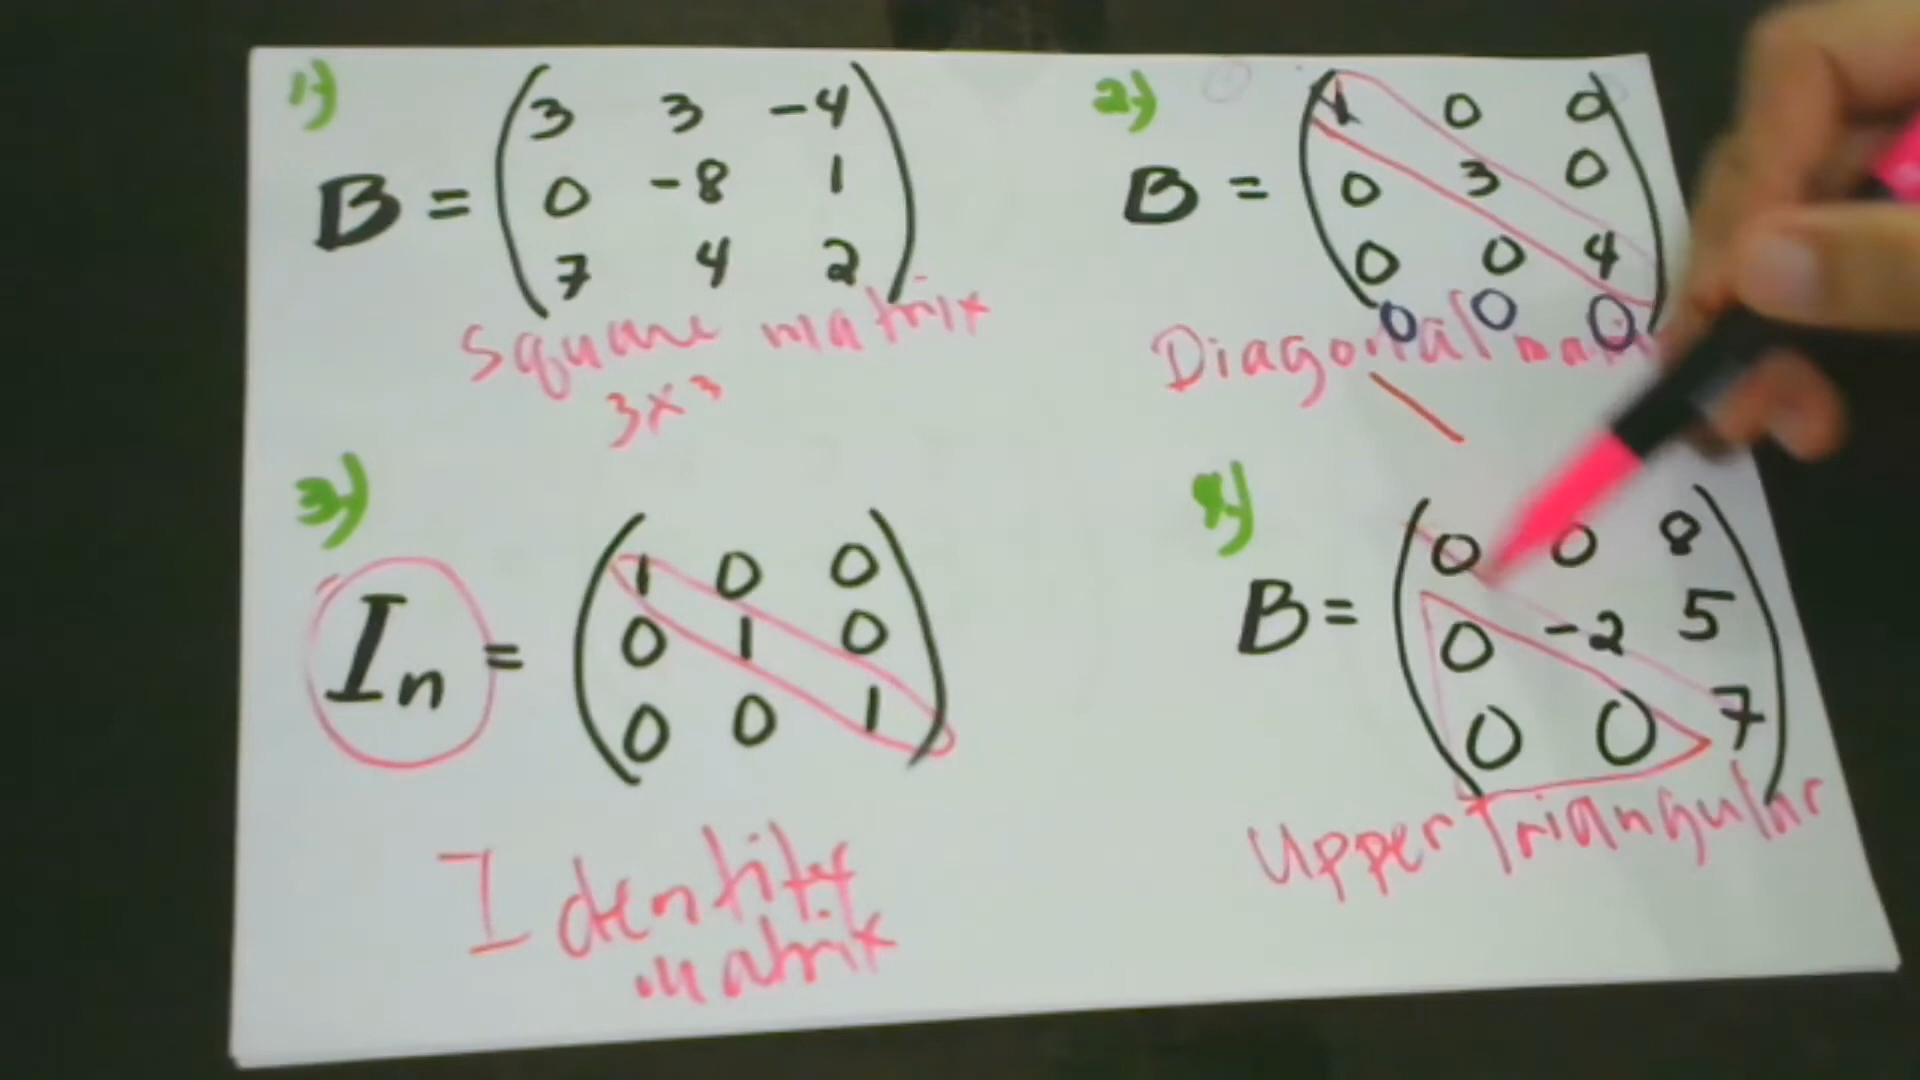 1)
B = (3 3 -4
0 -8 1
7 4 2)
Square matrix
3x3
2)
B = (1 0 0
0 3 0
0 0 4
0 0 0)
Diagonal
3)
In = (1 0 0
0 1 0
0 0 1)
Identity
matrix
B = (0 0 8
0 -2 5
0 0 7)
Upper Triangular